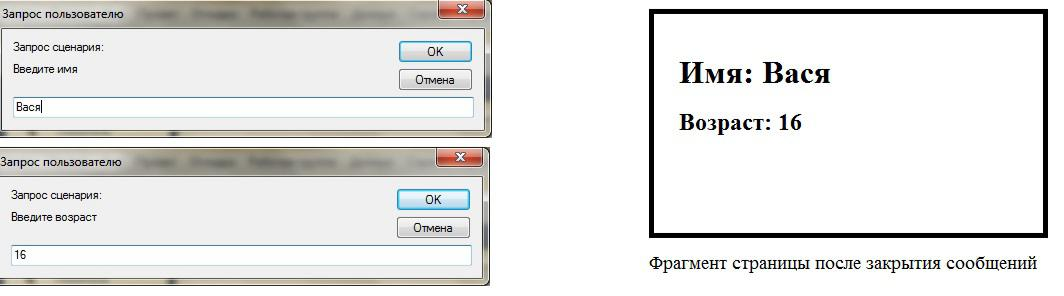 Запрос пользователю
Запрос сценария:
OK
Введите имя
Отмена
Вася
Запрос пользователю
Запрос сценария:
OK
Введите возраст
Отмена
16
Имя: Вася
Возраст: 16
Фрагмент страницы после закрытия сообщений